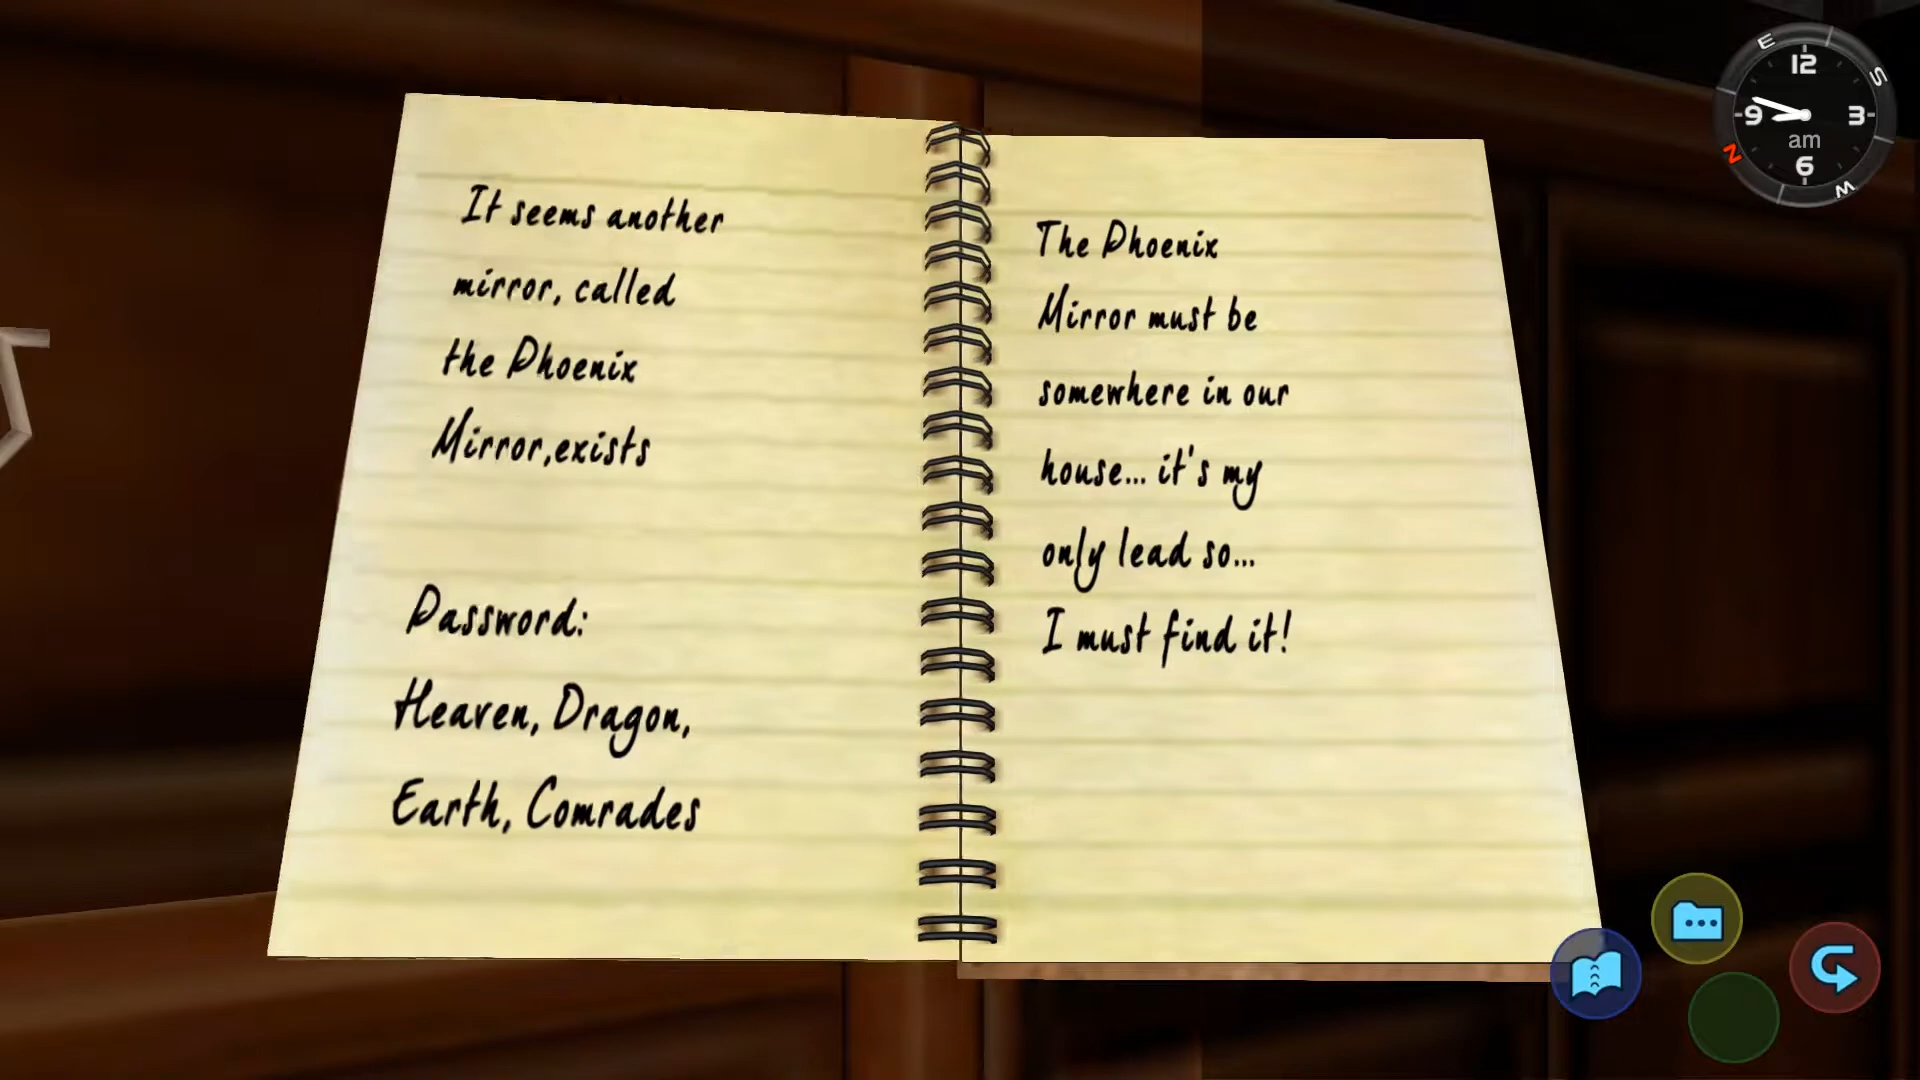 It seems another
mirror, called
the Phoenix
Mirror,exists
Password:
Heaven, Dragon,
Earth, Comrades
The Phoenix
Mirror must be
somewhere in our
house... it's my
only lead so...
I must find it!
E
S
W
N
12
3
6
9
am